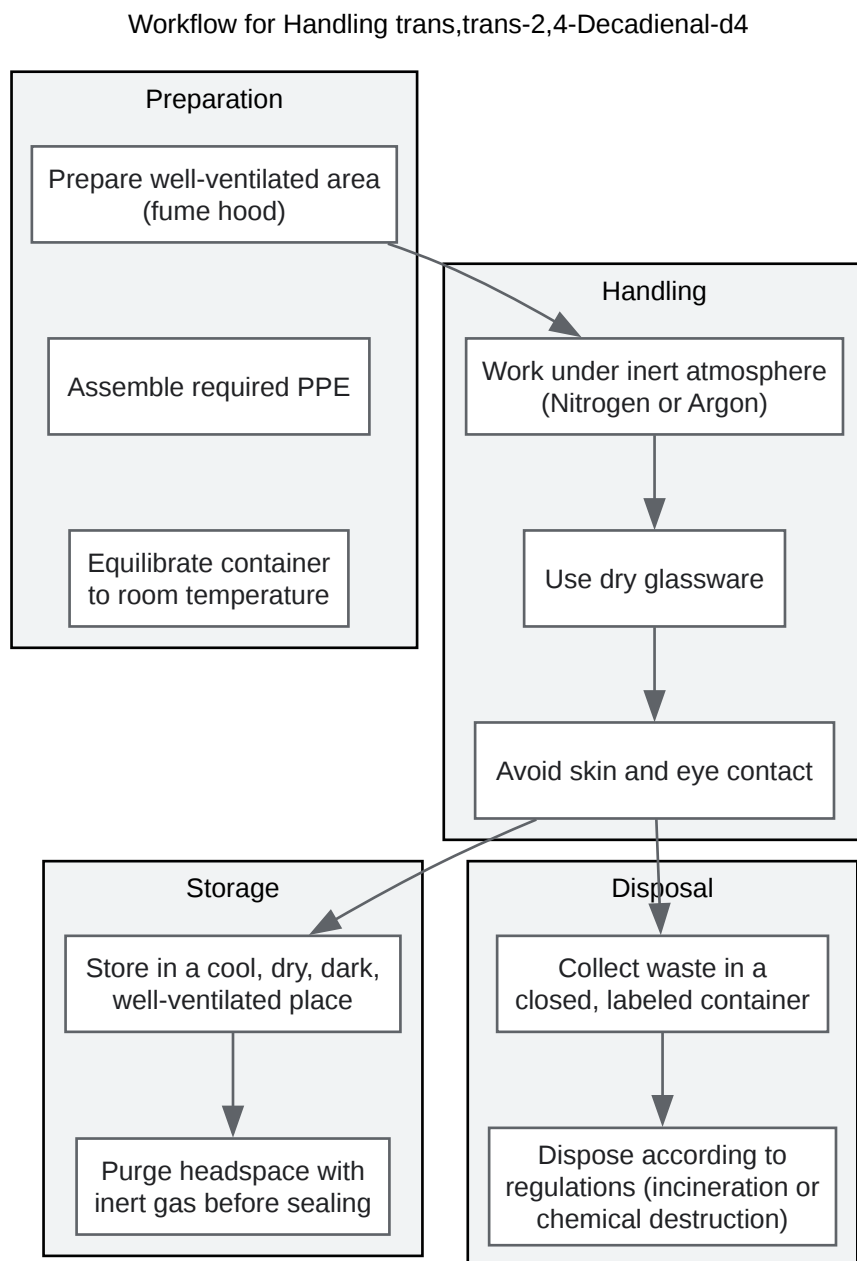 Workflow for Handling trans,trans-2,4-Decadienal-d4
Preparation
Prepare well-ventilated area
(fume hood)
Assemble required PPE
Equilibrate container
to room temperature
Handling
Work under inert atmosphere
(Nitrogen or Argon)
Use dry glassware
Avoid skin and eye contact
Storage
Store in a cool, dry, dark,
well-ventilated place
Purge headspace with
inert gas before sealing
Disposal
Collect waste in a
closed, labeled container
Dispose according to
regulations (incineration or
chemical destruction)